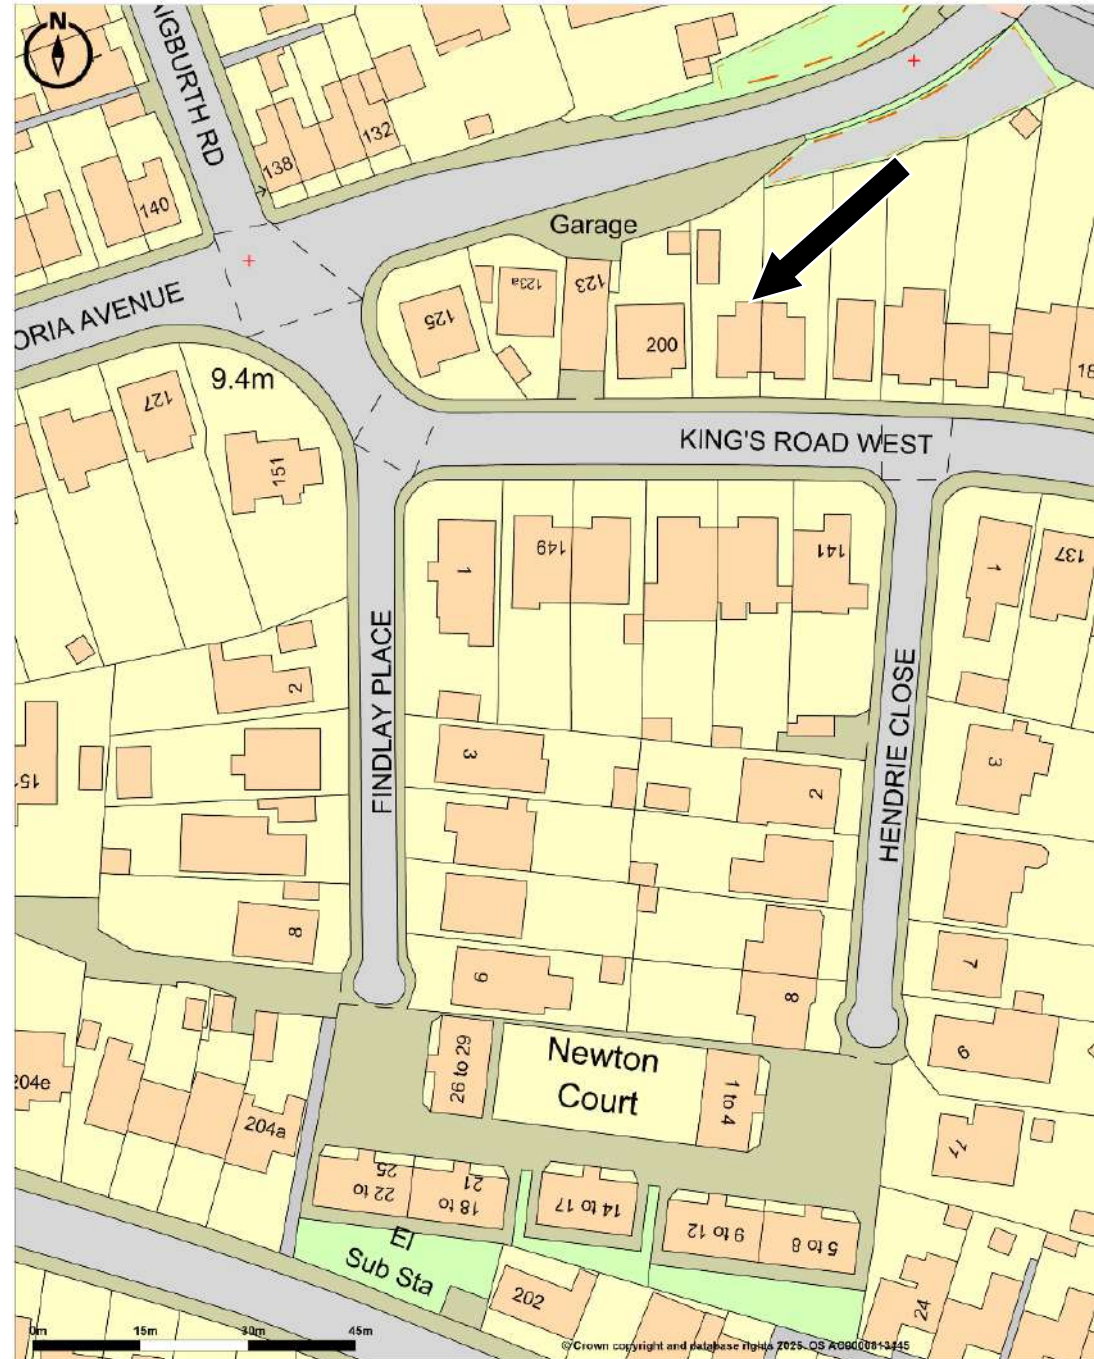 N
AIGBURTH RD
138
132
140
Garage
ORIA AVENUE
125
123a
123
200
18
9.4m
127
151
KING'S ROAD WEST
1
149
141
1
137
FINDLAY PLACE
HENDRIE CLOSE
2
3
2
3
15
8
9
8
7
9
11
204e
204a
26 to 29
Newton
Court
1 to 4
22 to
25
18 to
21
14 to 17
9 to 12
5 to 8
El
Sub Sta
202
24
0m
15m
30m
45m
© Crown copyright and database rights 2025. OS AC0000813445